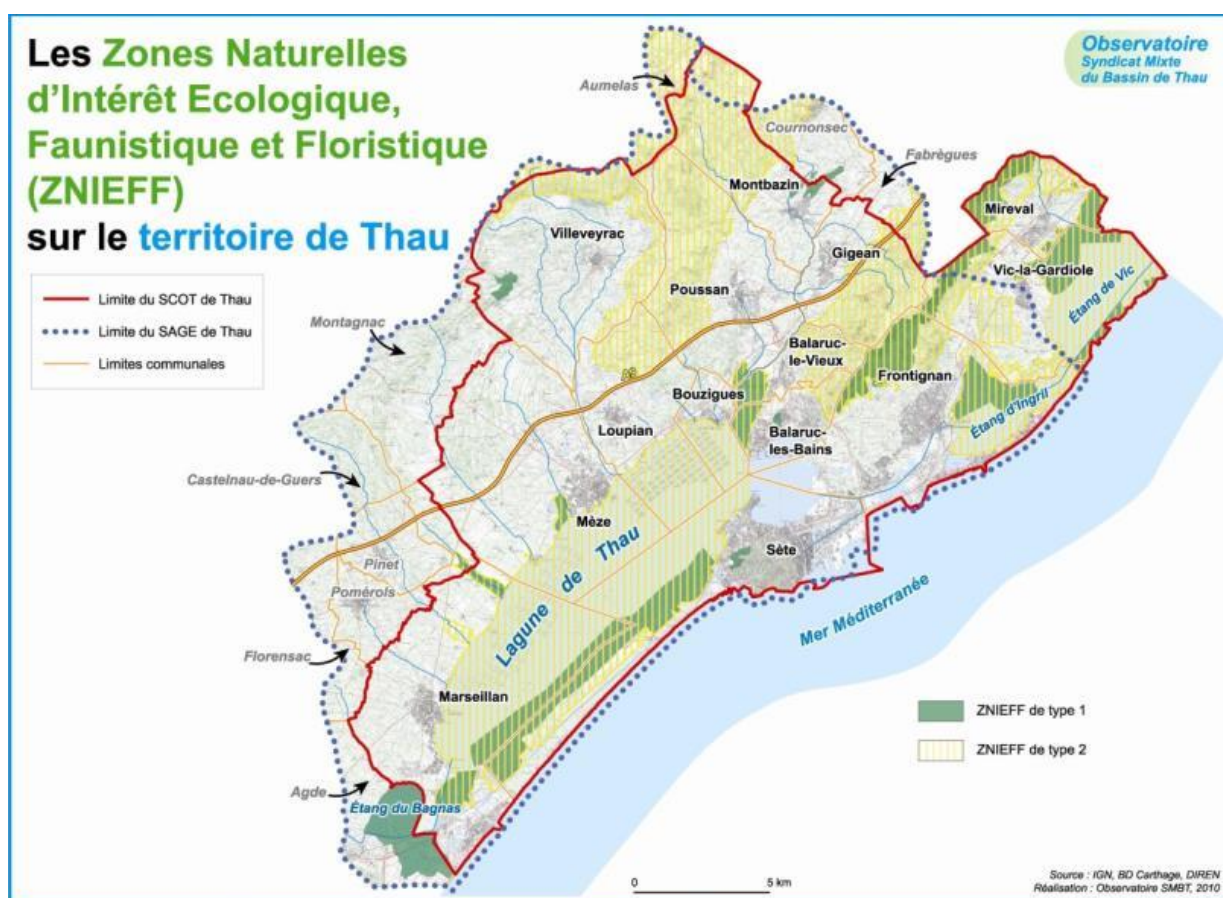 Les Zones Naturelles
d'Intérêt Ecologique,
Faunistique et Floristique
(ZNIEFF)
sur le territoire de Thau
Observatoire
Syndicat Mixte
du Bassin de Thau
Limite du SCOT de Thau
Limite du SAGE de Thau
Limites communales
Aumelas
Cournonsec
Fabrègues
Montbazin
Mireval
Villeveyrac
Gigean
Vic-la-Gardiole
Étang de Vic
Poussan
Montagnac
Balaruc-
le-Vieux
A9
Frontignan
Bouzigues
Étang d'Ingril
Loupian
Balaruc-
les-Bains
Castelnau-de-Guers
Mèze
Sète
Lagune de Thau
Pinet
Pomérols
Mer Méditerranée
Florensac
Marseillan
ZNIEFF de type 1
ZNIEFF de type 2
Agde
Étang du Bagnas
0 5 km
Source : IGN, BD Carthage, DIREN
Réalisation : Observatoire SMBT, 2010